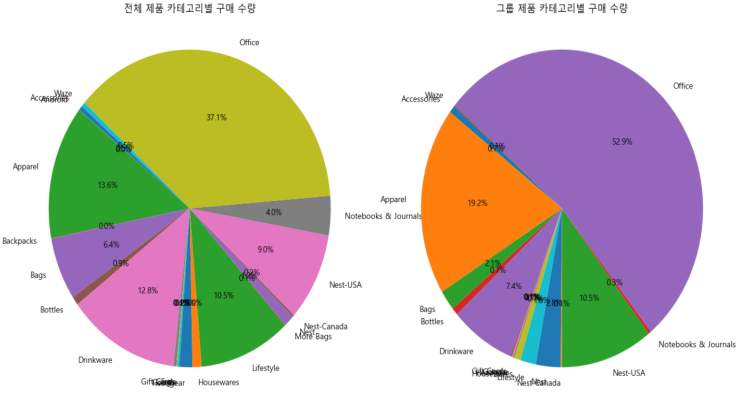 전체 제품 카테고리별 구매 수량
Office
Waze
Accessories
Android
37.1%
Apparel
13.6%
0.0%
4.0%
Notebooks & Journals
Backpacks
6.4%
9.0%
Bags
0.9%
Nest-USA
Bottles
12.8%
10.5%
Nest-Canada
Nest
More Bags
Drinkware
Lifestyle
Housewares
그룹 제품 카테고리별 구매 수량
Office
Waze
Accessories
52.9%
Apparel
19.2%
2.1%
0.7%
0.3%
7.4%
10.5%
Bags
Bottles
Notebooks & Journals
Drinkware
Lifestyle
Nest
Nest-Canada
Nest-USA